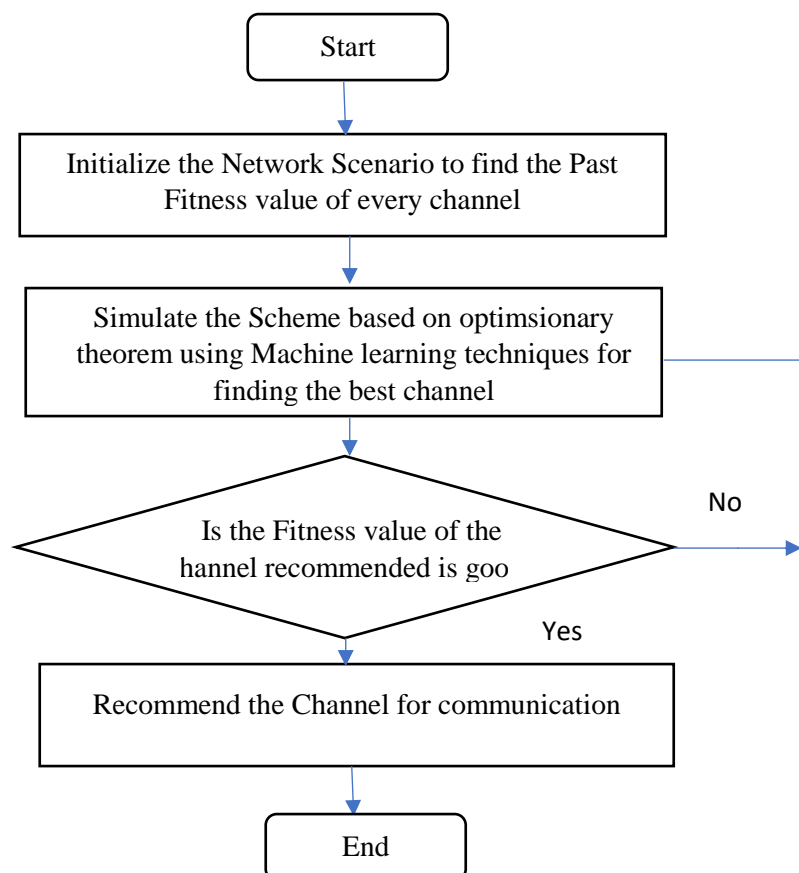 Start
Initialize the Network Scenario to find the Past
Fitness value of every channel
Simulate the Scheme based on optimsionary
theorem using Machine learning techniques for
finding the best channel
Is the Fitness value of the
hannel recommended is goo
No
Yes
Recommend the Channel for communication
End